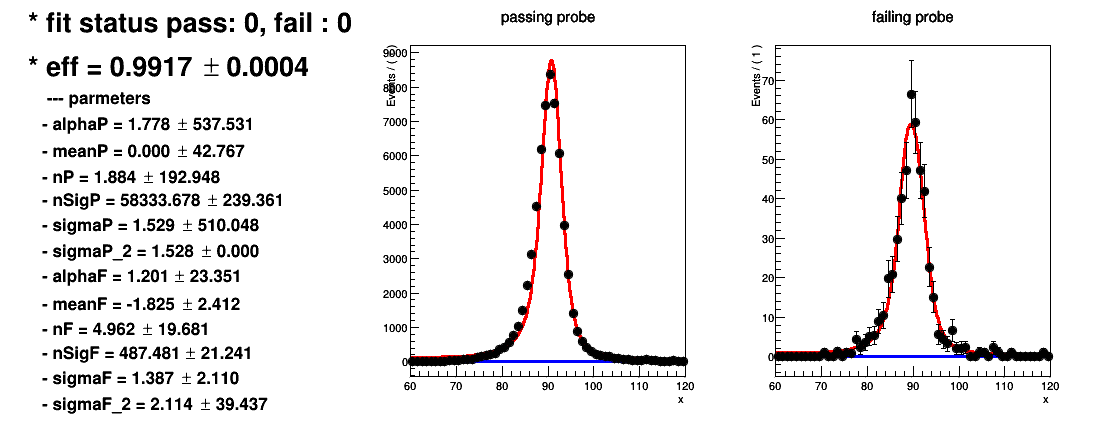 * fit status pass: 0, fail : 0
* eff = 0.9917 ± 0.0004
--- parmeters
- alphaP = 1.778 ± 537.531
- meanP = 0.000 ± 42.767
- nP = 1.884 ± 192.948
- nSigP = 58333.678 ± 239.361
- sigmaP = 1.529 ± 510.048
- sigmaP_2 = 1.528 ± 0.000
- alphaF = 1.201 ± 23.351
- meanF = -1.825 ± 2.412
- nF = 4.962 ± 19.681
- nSigF = 487.481 ± 21.241
- sigmaF = 1.387 ± 2.110
- sigmaF_2 = 2.114 ± 39.437
passing probe
Events / ( 1 )
9000
8000
7000
6000
5000
4000
3000
2000
1000
0
60 70 80 90 100 110 120
x
failing probe
Events / ( 1 )
70
60
50
40
30
20
10
0
60 70 80 90 100 110 120
x